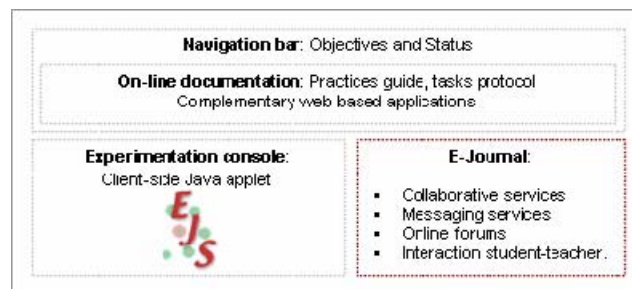 Navigation bar: Objectives and Status
On-line documentation: Practices guide, tasks protocol
Complementary web based applications
Experimentation console:
Client-side Java applet
EJS
E-Journal:
▪ Collaborative services
▪ Messaging services
▪ Online forums
▪ Interaction student-teacher.